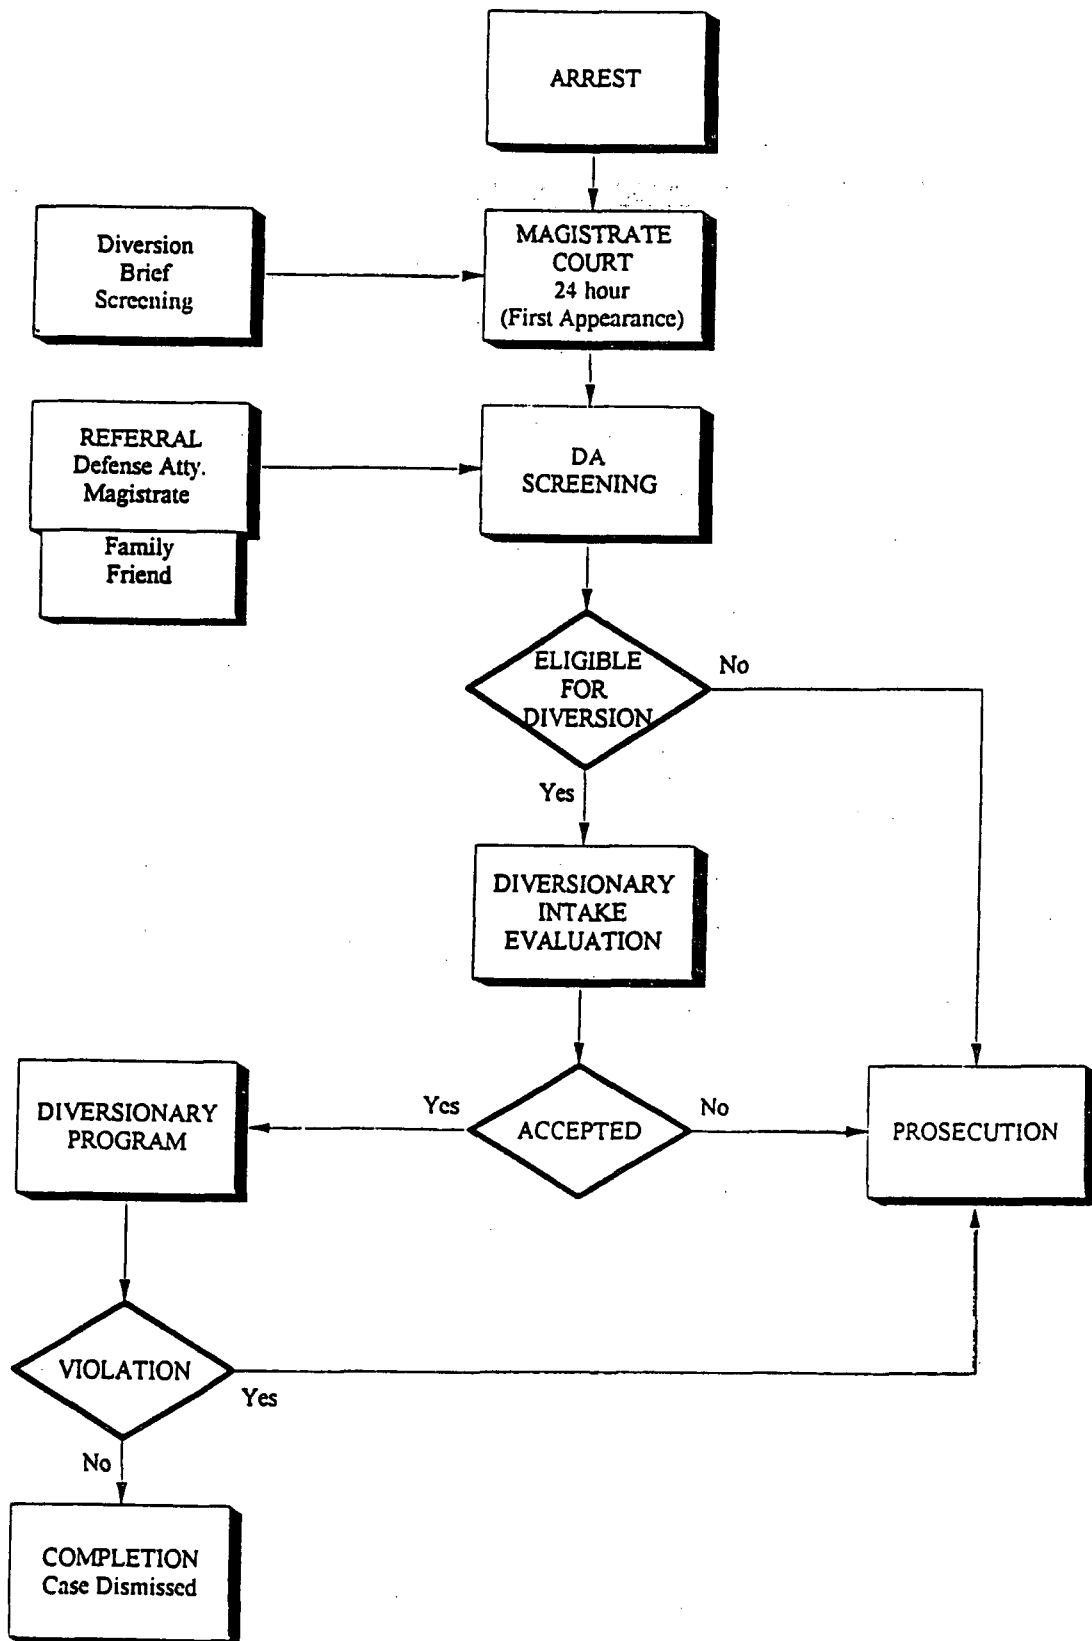 ARREST
Diversion
Brief
Screening
MAGISTRATE
COURT
24 hour
(First Appearance)
REFERRAL
Defense Atty.
Magistrate
Family
Friend
DA
SCREENING
ELIGIBLE
FOR
DIVERSION
No
Yes
DIVERSIONARY
INTAKE
EVALUATION
DIVERSIONARY
PROGRAM
Yes
ACCEPTED
No
PROSECUTION
VIOLATION
Yes
No
COMPLETION
Case Dismissed